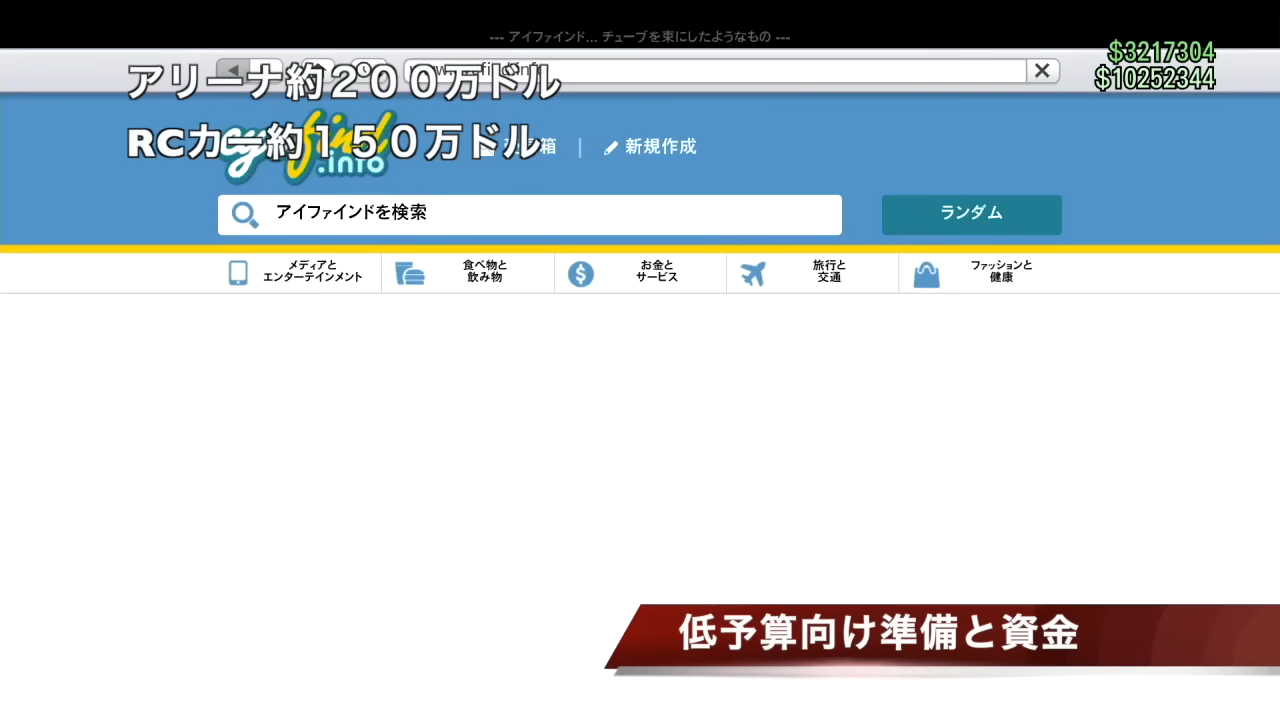 --- アイファインド... チューブを束にしたようなもの ---
$3217304
$10252344
アリーナ約２００万ドル
RCカー約１５０万ドル
.info
新規作成
アイファインドを検索
ランダム
メディアと
エンターテインメント
食べ物と
飲み物
お金と
サービス
旅行と
交通
ファッションと
健康
低予算向け準備と資金